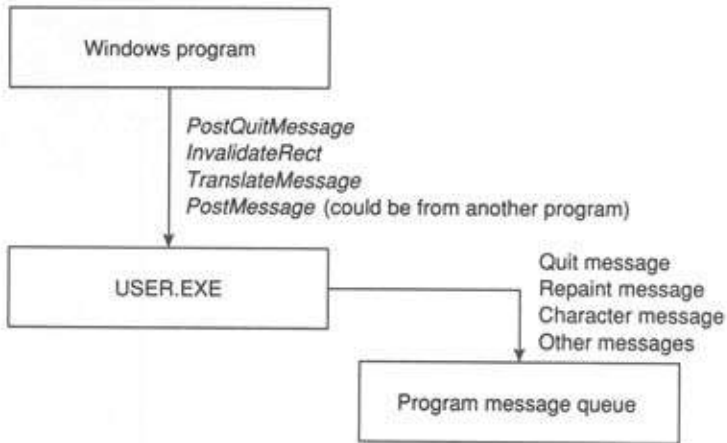 Windows program
PostQuitMessage
InvalidateRect
TranslateMessage
PostMessage (could be from another program)
USER.EXE
Quit message
Repaint message
Character message
Other messages
Program message queue